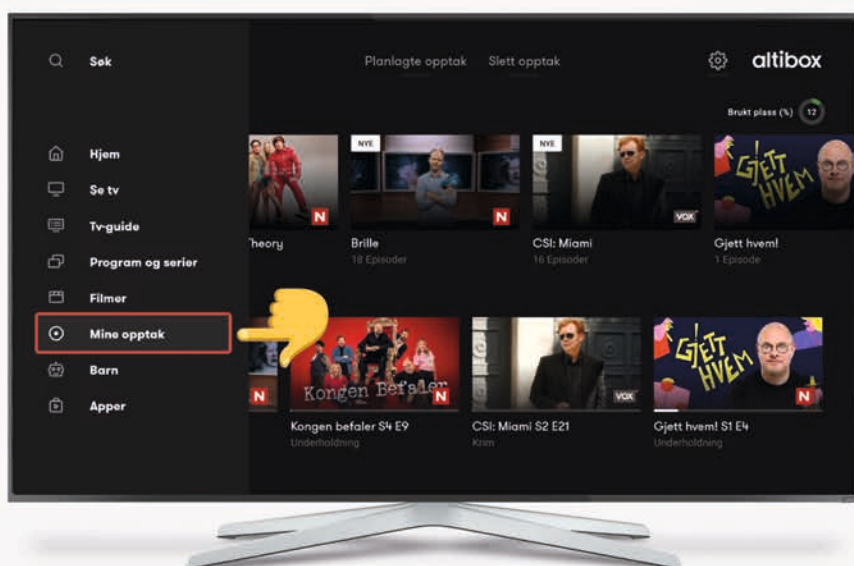 Søk
Planlagte opptak Slett opptak
altibox
Brukt plass (%) 12
Hjem
Se tv
Tv-guide
Program og serier
Filmer
Mine opptak
Barn
Apper
NYE
NYE
GJETT
HVEM
N
N
VOX
Theory
Brille
CSI: Miami
Gjett hvem!
18 Episoder
16 Episoder
1 Episode
Kongen Befaler
GJETT
HVEM
N
N
VOX
N
Kongen befaler S4 E9
CSI: Miami S2 E21
Gjett hvem! S1 E4
Underholdning
Krim
Underholdning